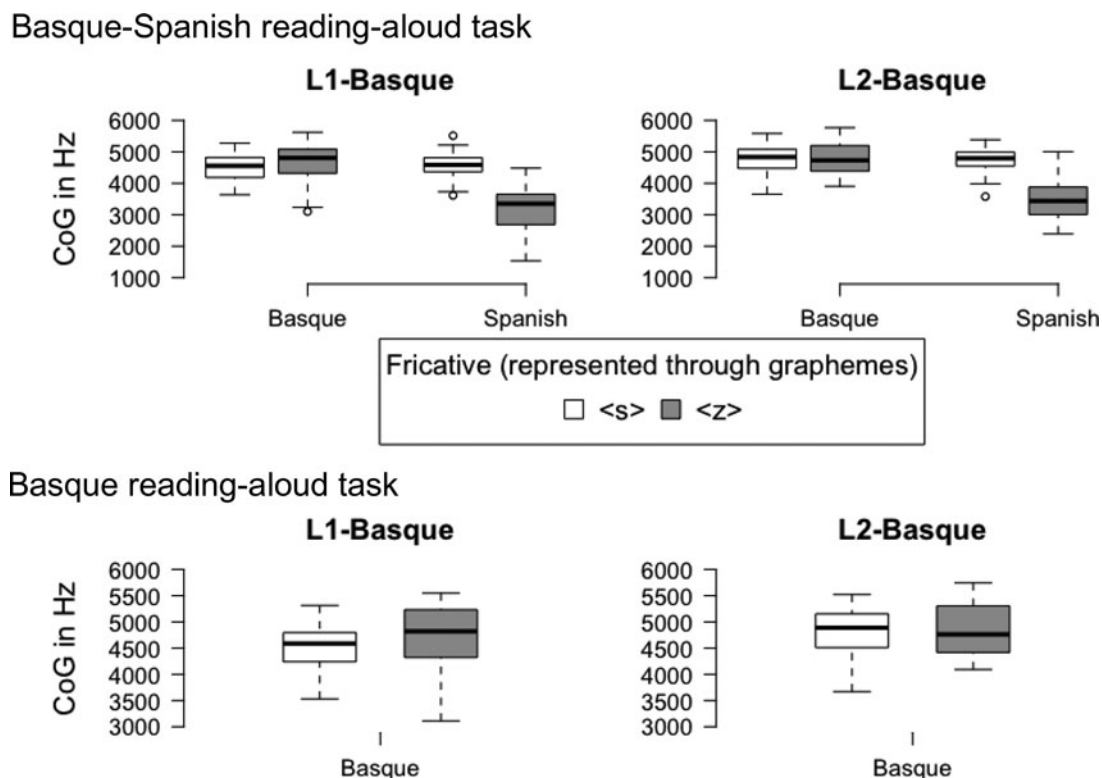 Basque-Spanish reading-aloud task
L1-Basque
L2-Basque
CoG in Hz
6000
5000
4000
3000
2000
1000
Basque
Spanish
6000
5000
4000
3000
2000
1000
Basque
Spanish
Fricative (represented through graphemes)
<s> <z>
Basque reading-aloud task
L1-Basque
L2-Basque
CoG in Hz
6000
5500
5000
4500
4000
3500
3000
Basque
6000
5500
5000
4500
4000
3500
3000
Basque